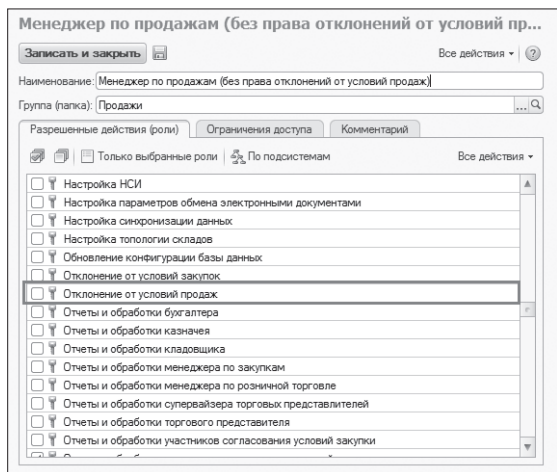 Менеджер по продажам (без права отклонений от условий пр...
Записать и закрыть Все действия
Наименование: Менеджер по продажам (без права отклонений от условий продаж)
Группа (папка): Продажи ...
Разрешенные действия (роли) Ограничения доступа Комментарий
Только выбранные роли По подсистемам Все действия
Настройка НСИ
Настройка параметров обмена электронными документами
Настройка синхронизации данных
Настройка топологии складов
Обновление конфигурации базы данных
Отклонение от условий закупок
Отклонение от условий продаж
Отчеты и обработки бухгалтера
Отчеты и обработки казначея
Отчеты и обработки кладовщика
Отчеты и обработки менеджера по закупкам
Отчеты и обработки менеджера по розничной торговле
Отчеты и обработки супервайзера торговых представителей
Отчеты и обработки торгового представителя
Отчеты и обработки участников согласования условий закупки